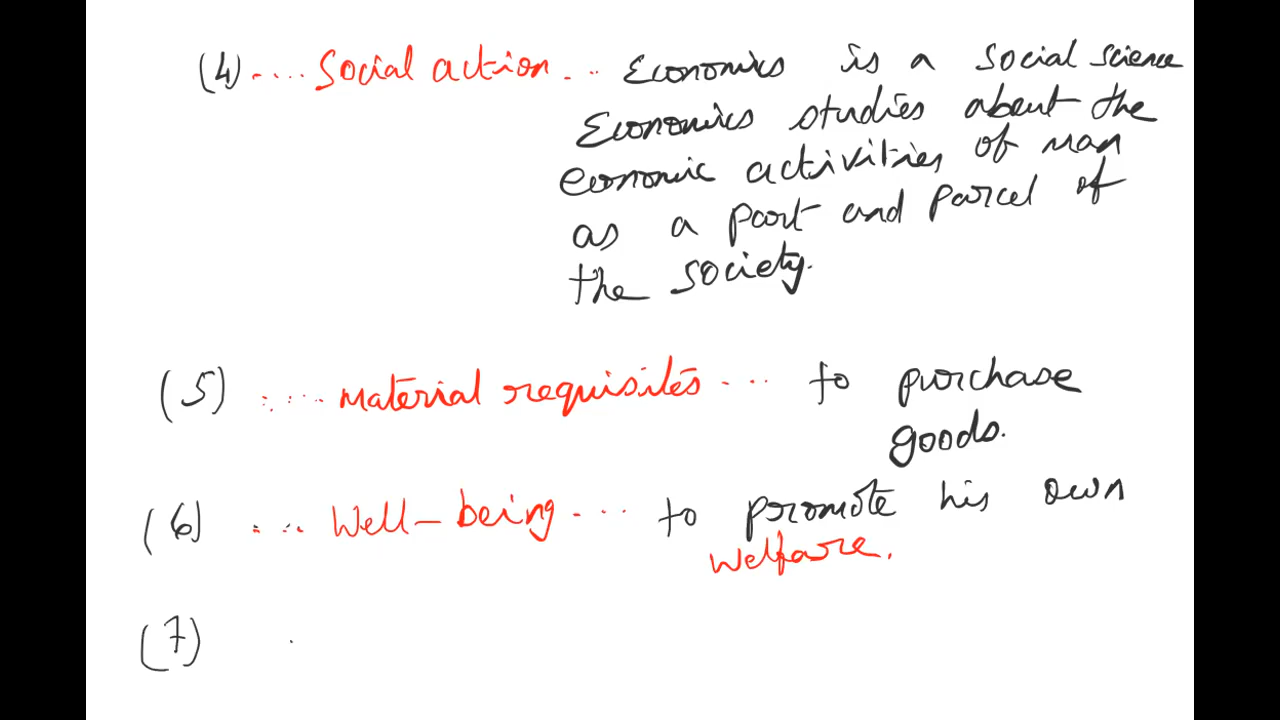 (4).... Social action... Economics is a social science
Economics studies about the
economic activities of man
as a part and parcel of
the society.
(5) ..... material requisites ... to purchase
goods.
(6) .... Well-being ... to promote his own
welfare.
(7) .